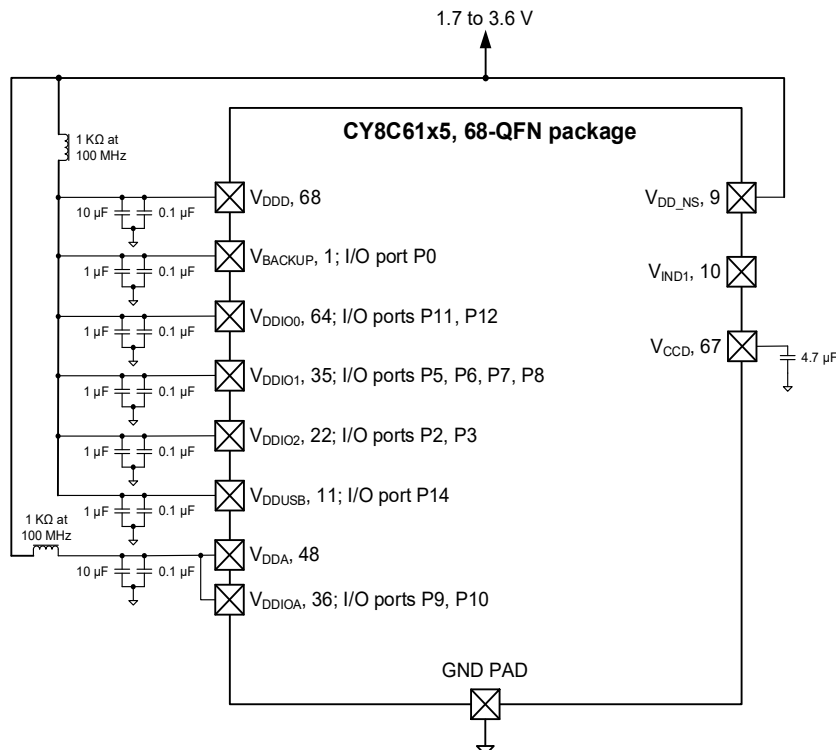 1.7 to 3.6 V
CY8C61x5, 68-QFN package
1 KΩ at
100 MHz
10 µF
0.1 µF
VDDD, 68
VDD_NS, 9
1 µF
0.1 µF
VBACKUP, 1; I/O port P0
VIND1, 10
1 µF
0.1 µF
VDDIO0, 64; I/O ports P11, P12
VCCD, 67
4.7 µF
1 µF
0.1 µF
VDDIO1, 35; I/O ports P5, P6, P7, P8
1 µF
0.1 µF
VDDIO2, 22; I/O ports P2, P3
1 µF
0.1 µF
VDDUSB, 11; I/O port P14
1 KΩ at
100 MHz
10 µF
0.1 µF
VDDA, 48
VDDIOA, 36; I/O ports P9, P10
GND PAD